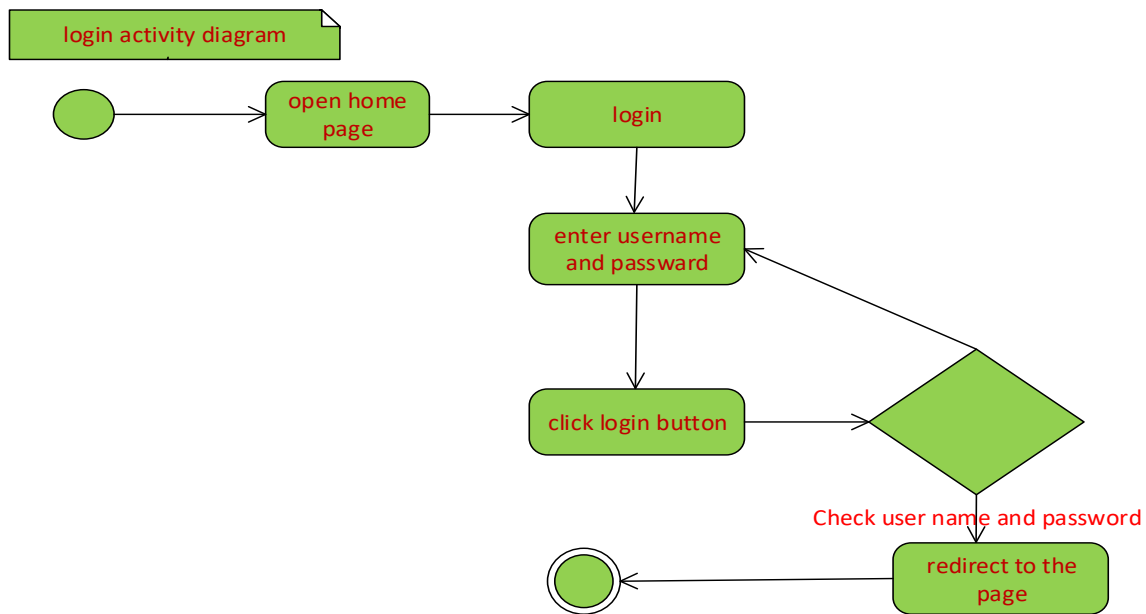 login activity diagram
open home
page
login
enter username
and passward
click login button
Check user name and password
redirect to the
page